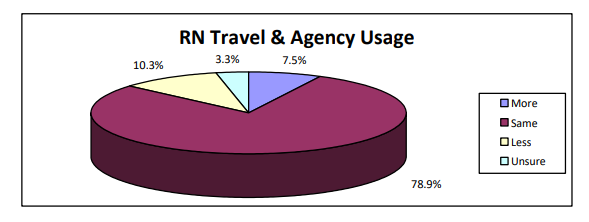 RN Travel & Agency Usage
10.3%
3.3%
7.5%
More
Same
Less
Unsure
78.9%